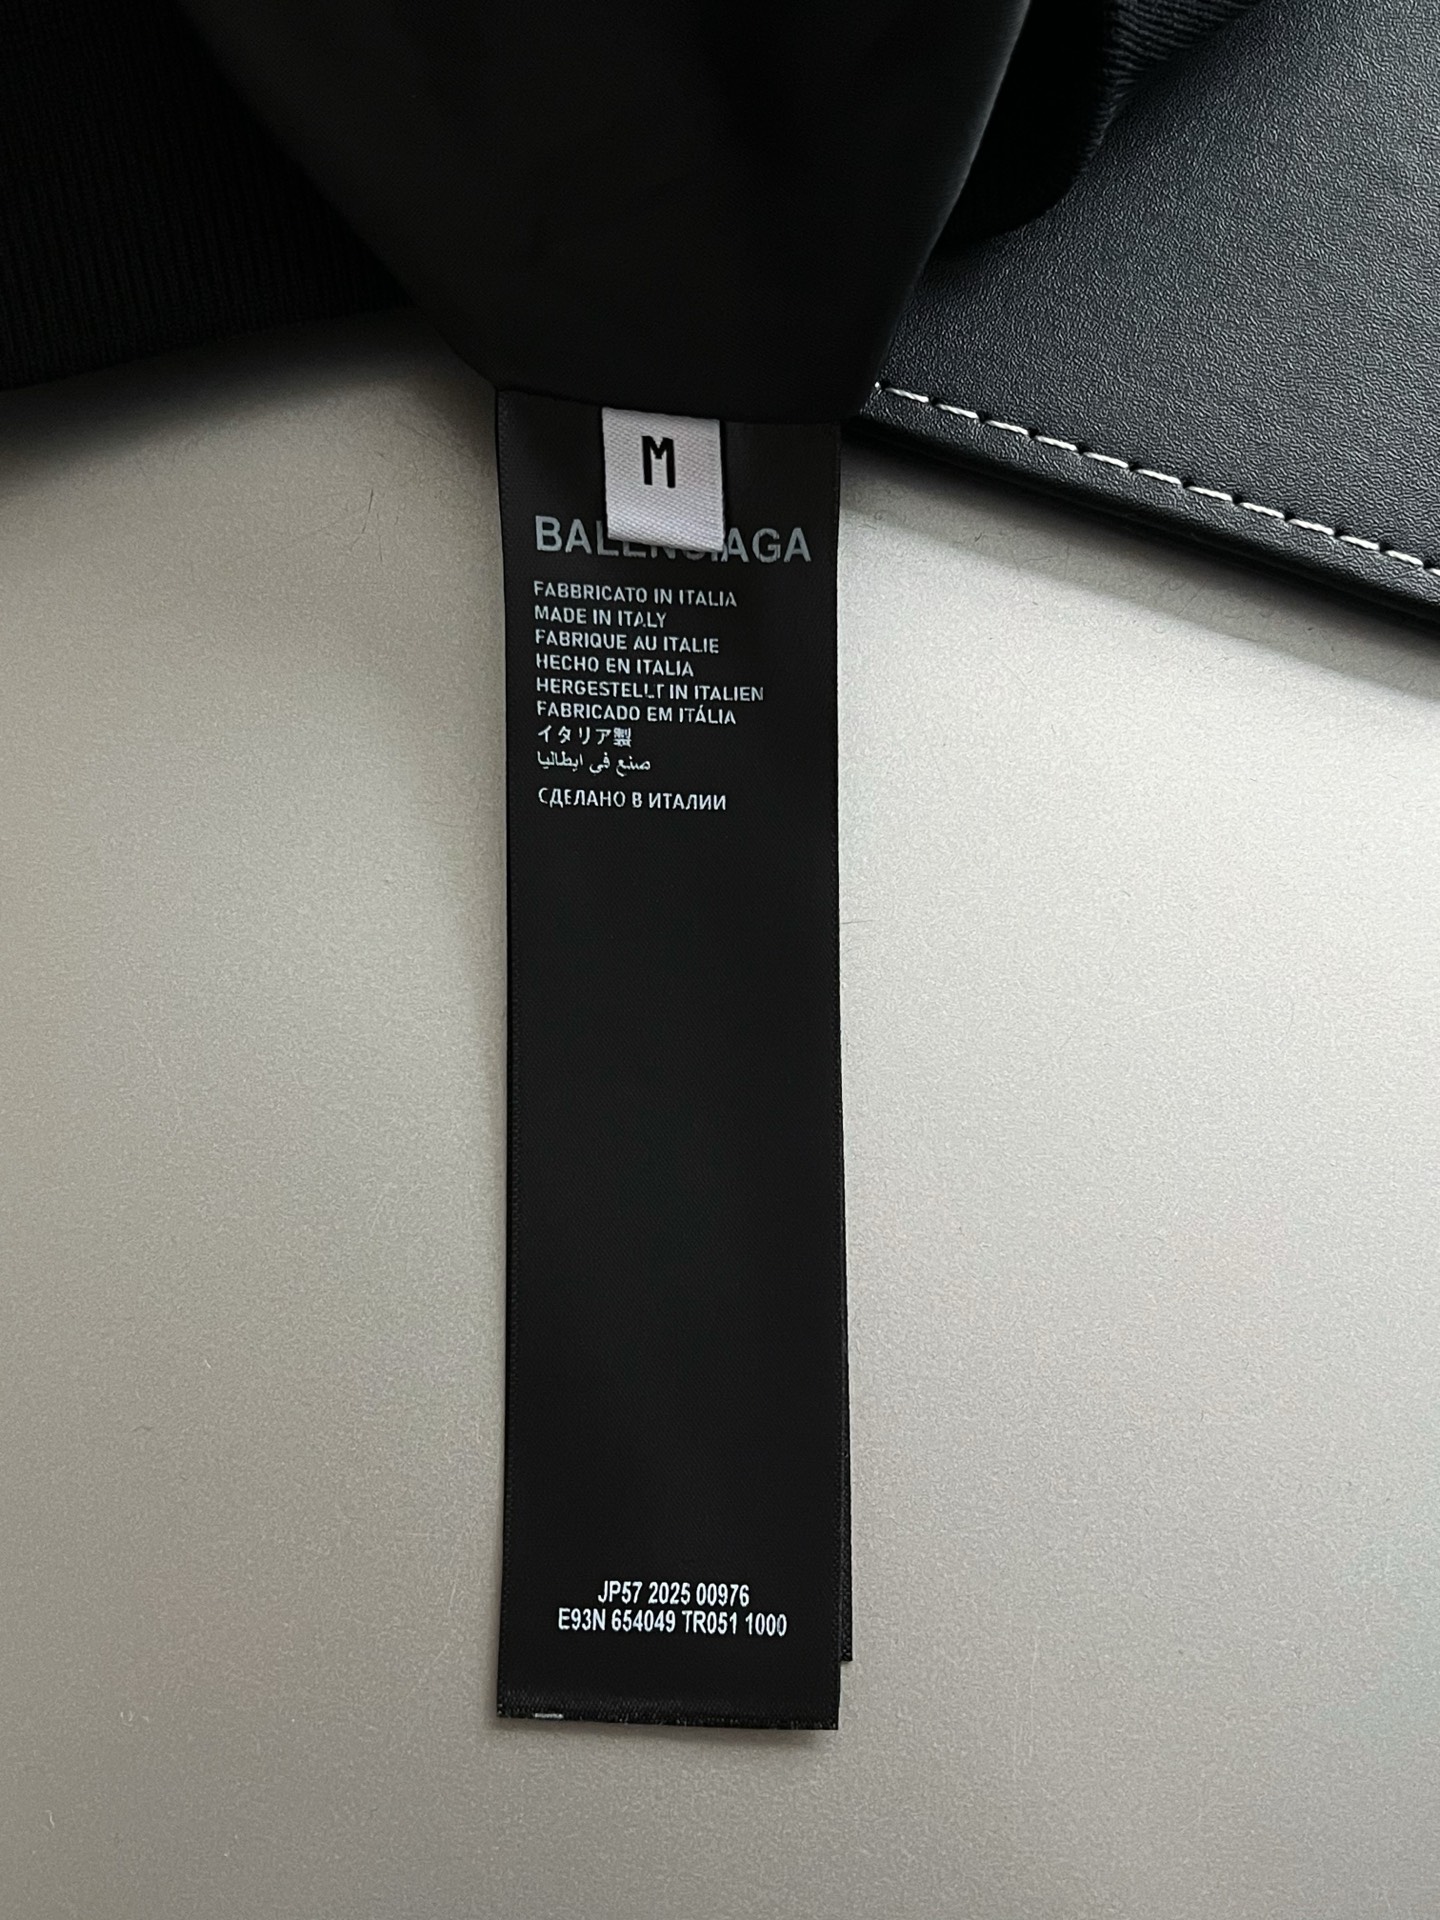 M
BALENCIAGA
FABBRICATO IN ITALIA
MADE IN ITALY
FABRIQUE AU ITALIE
HECHO EN ITALIA
HERGESTELLT IN ITALIEN
FABRICADO EM ITÁLIA
イタリア製
صنع في ايطاليا
СДЕЛАНО В ИТАЛИИ
JP57 2025 00976
E93N 654049 TR051 1000